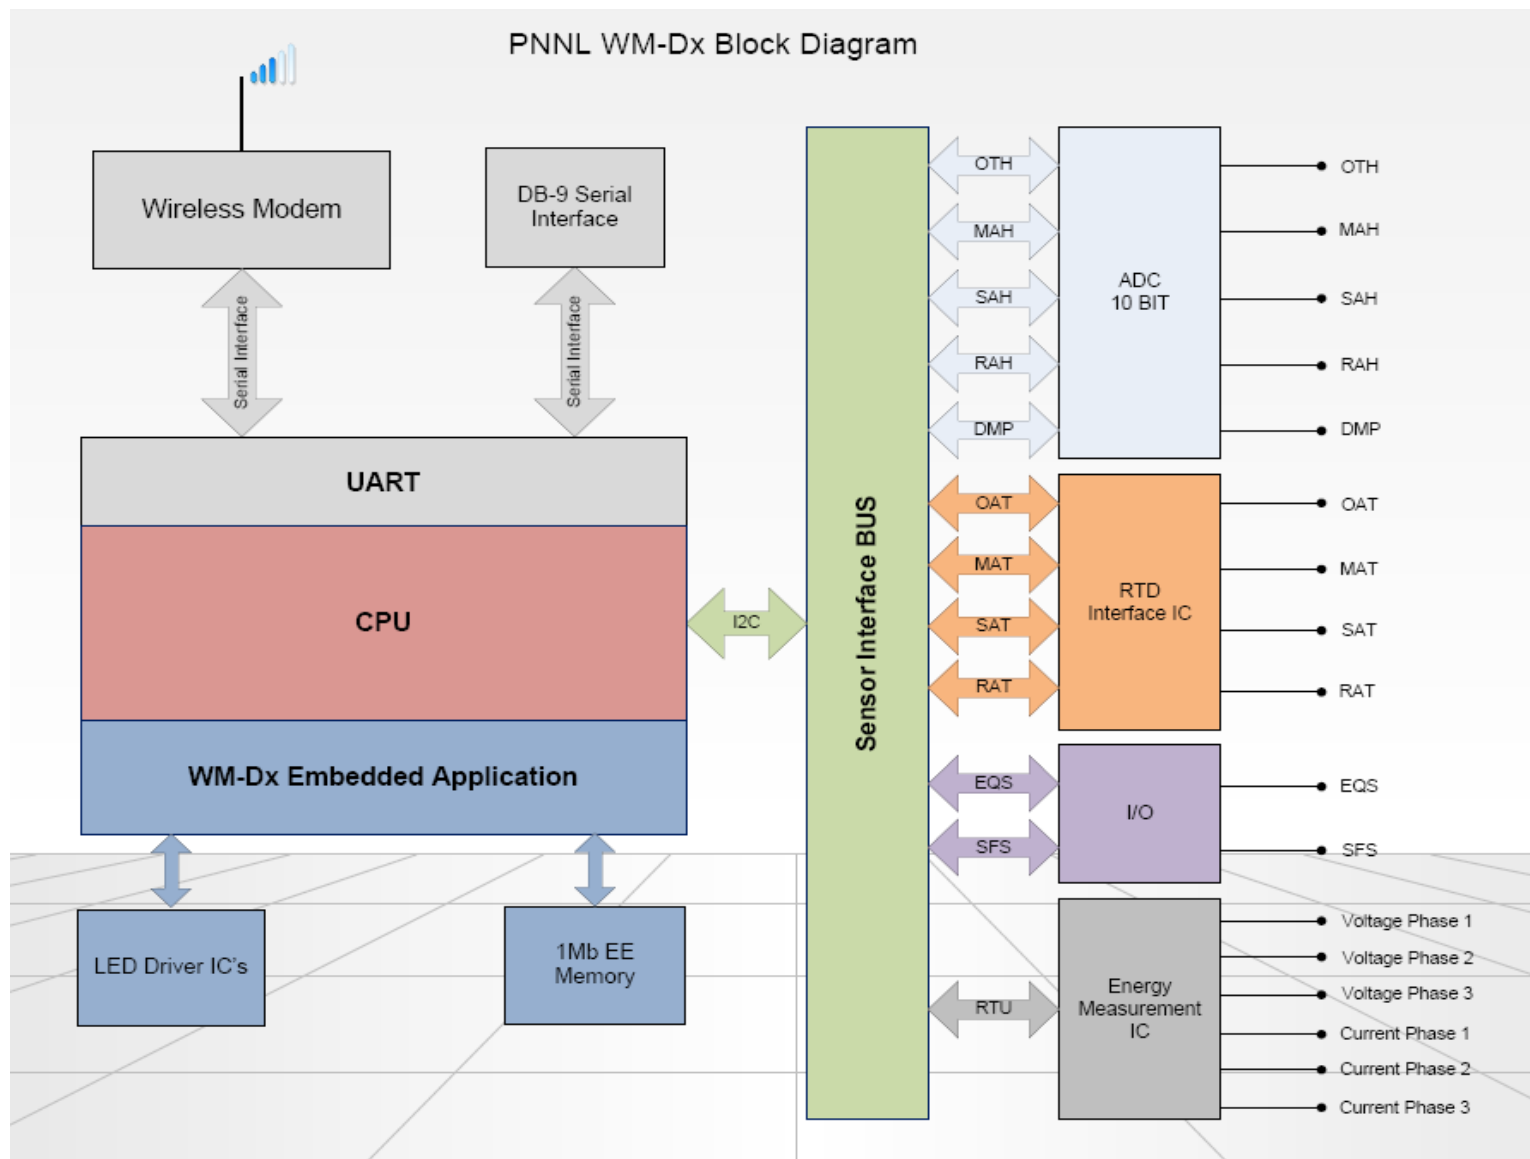 PNNL WM-Dx Block Diagram
Wireless Modem
DB-9 Serial
Interface
Serial Interface
Serial Interface
UART
CPU
WM-Dx Embedded Application
LED Driver IC's
1Mb EE
Memory
I2C
Sensor Interface BUS
OTH
MAH
SAH
RAH
DMP
OAT
MAT
SAT
RAT
EQS
SFS
RTU
ADC
10 BIT
RTD
Interface IC
I/O
Energy
Measurement
IC
OTH
MAH
SAH
RAH
DMP
OAT
MAT
SAT
RAT
EQS
SFS
Voltage Phase 1
Voltage Phase 2
Voltage Phase 3
Current Phase 1
Current Phase 2
Current Phase 3